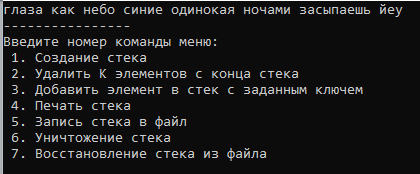 глаза как небо синие одинокая ночами засыпаешь йеу
----------------
Введите номер команды меню:
1. Создание стека
2. Удалить К элементов с конца стека
3. Добавить элемент в стек с заданным ключем
4. Печать стека
5. Запись стека в файл
6. Уничтожение стека
7. Восстановление стека из файла